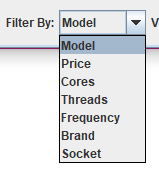 Filter By: Model V
Model
Price
Cores
Threads
Frequency
Brand
Socket